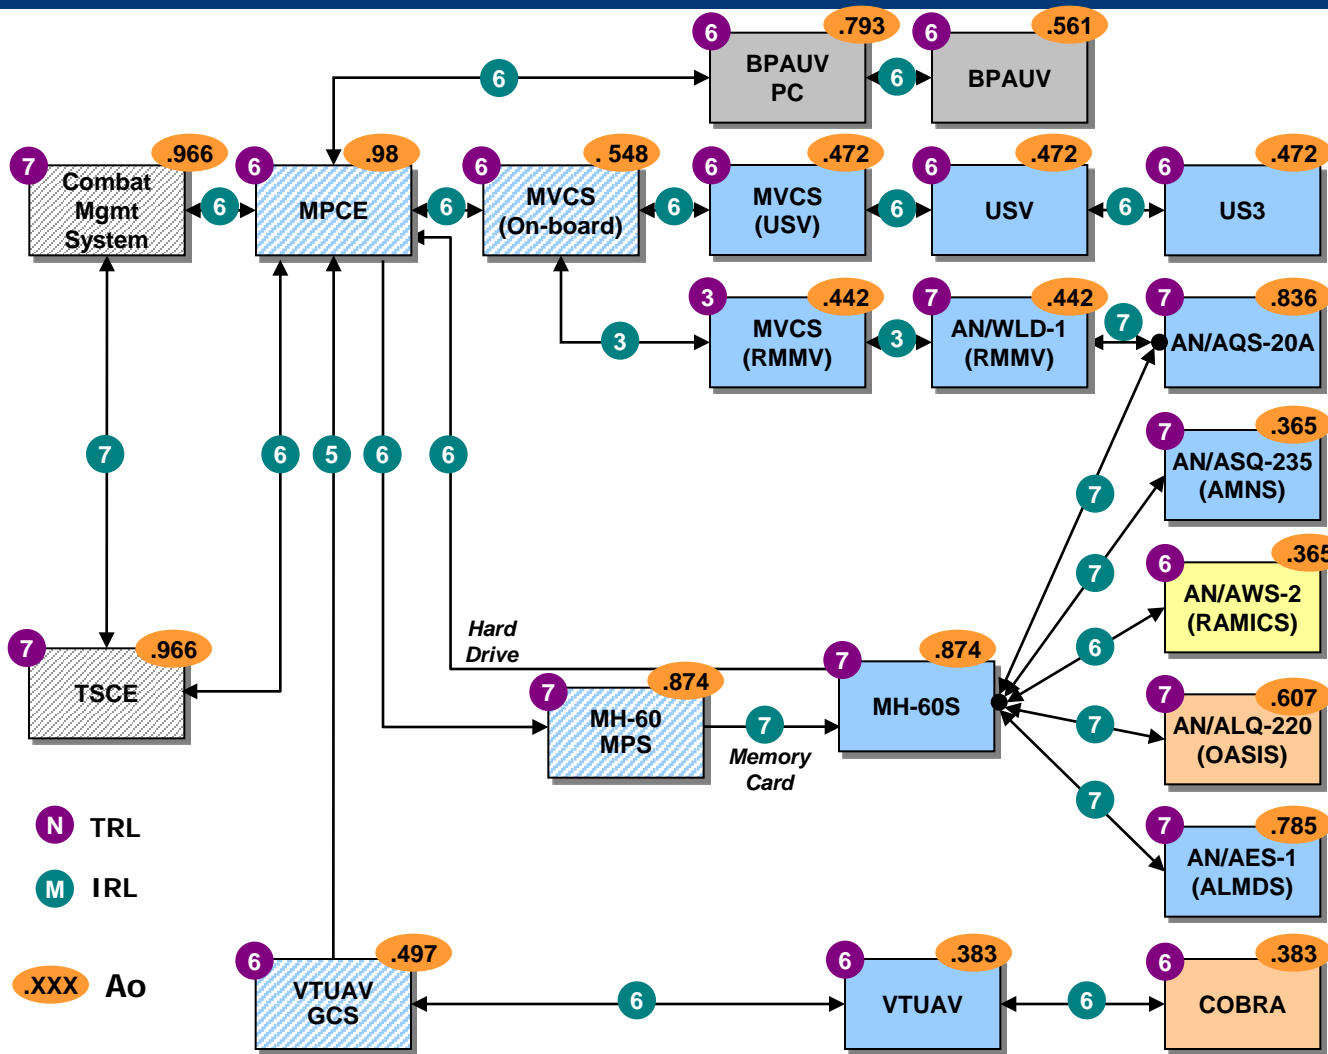 6 .793
BPAUV
PC
6
6 .561
BPAUV
6
7 .966
Combat
Mgmt
System
6
6 .98
MPCE
6
6 . 548
MVCS
(On-board)
6
6 .472
MVCS
(USV)
6
6 .472
USV
6
6 .472
US3
3
3 .442
MVCS
(RMMV)
3
7 .442
AN/WLD-1
(RMMV)
7
7 .836
AN/AQS-20A
7
6
5
6
6
7
7 .365
AN/ASQ-235
(AMNS)
7
6 .365
AN/AWS-2
(RAMICS)
6
7 .966
TSCE
Hard
Drive
7 .874
MH-60
MPS
7
Memory
Card
7 .874
MH-60S
7
7 .607
AN/ALQ-220
(OASIS)
7
7 .785
AN/AES-1
(ALMDS)
N TRL
M IRL
.XXX Ao
6 .497
VTUAV
GCS
6
6 .383
VTUAV
6
6 .383
COBRA